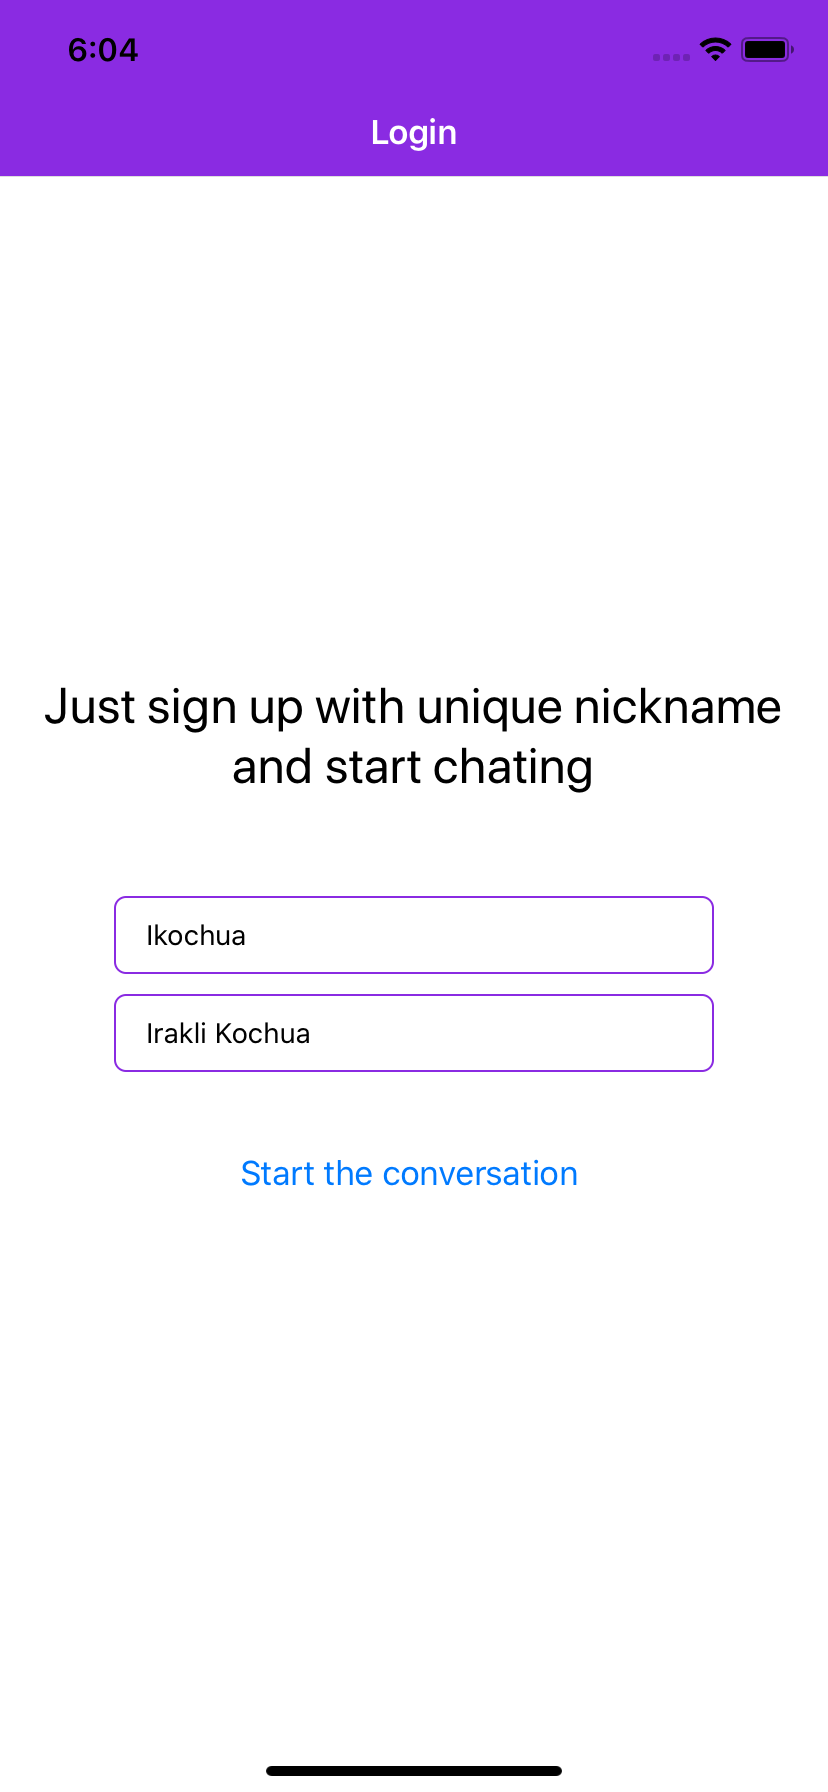 6:04
Login
Just sign up with unique nickname
and start chating
Ikochua
Irakli Kochua
Start the conversation